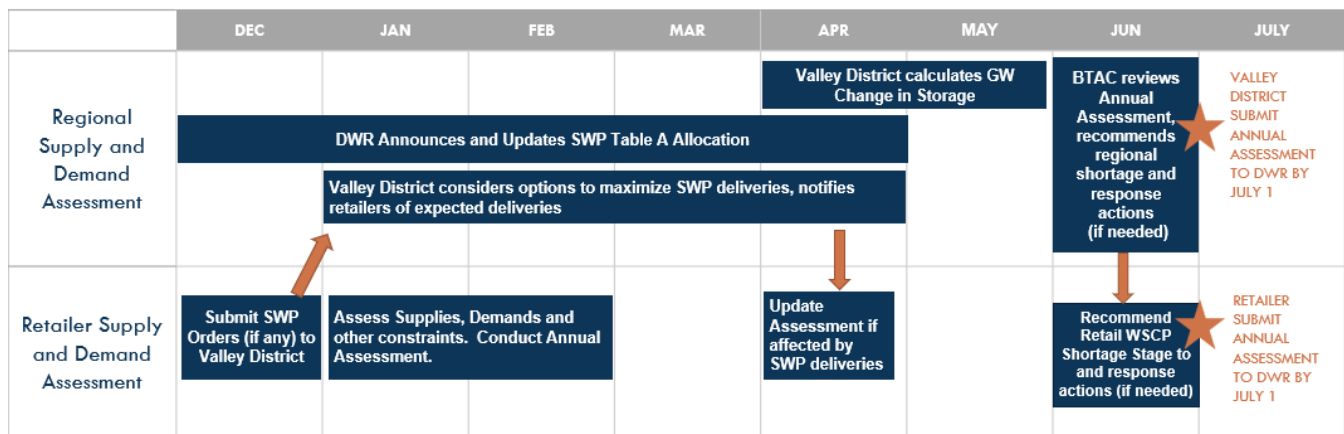 DEC JAN FEB MAR APR MAY JUN JULY
Regional
Supply and
Demand
Assessment
Valley District calculates GW
Change in Storage
DWR Announces and Updates SWP Table A Allocation
Valley District considers options to maximize SWP deliveries, notifies
retailers of expected deliveries
BTAC reviews
Annual
Assessment,
recommends
regional
shortage and
response
actions
(if needed)
VALLEY
DISTRICT
SUBMIT
ANNUAL
ASSESSMENT
TO DWR BY
JULY 1
Retailer Supply
and Demand
Assessment
Submit SWP
Orders (if any) to
Valley District
Assess Supplies, Demands and
other constraints.  Conduct Annual
Assessment.
Update
Assessment if
affected by
SWP deliveries
Recommend
Retail WSCP
Shortage Stage to
and response
actions (if needed)
RETAILER
SUBMIT
ANNUAL
ASSESSMENT
TO DWR BY
JULY 1